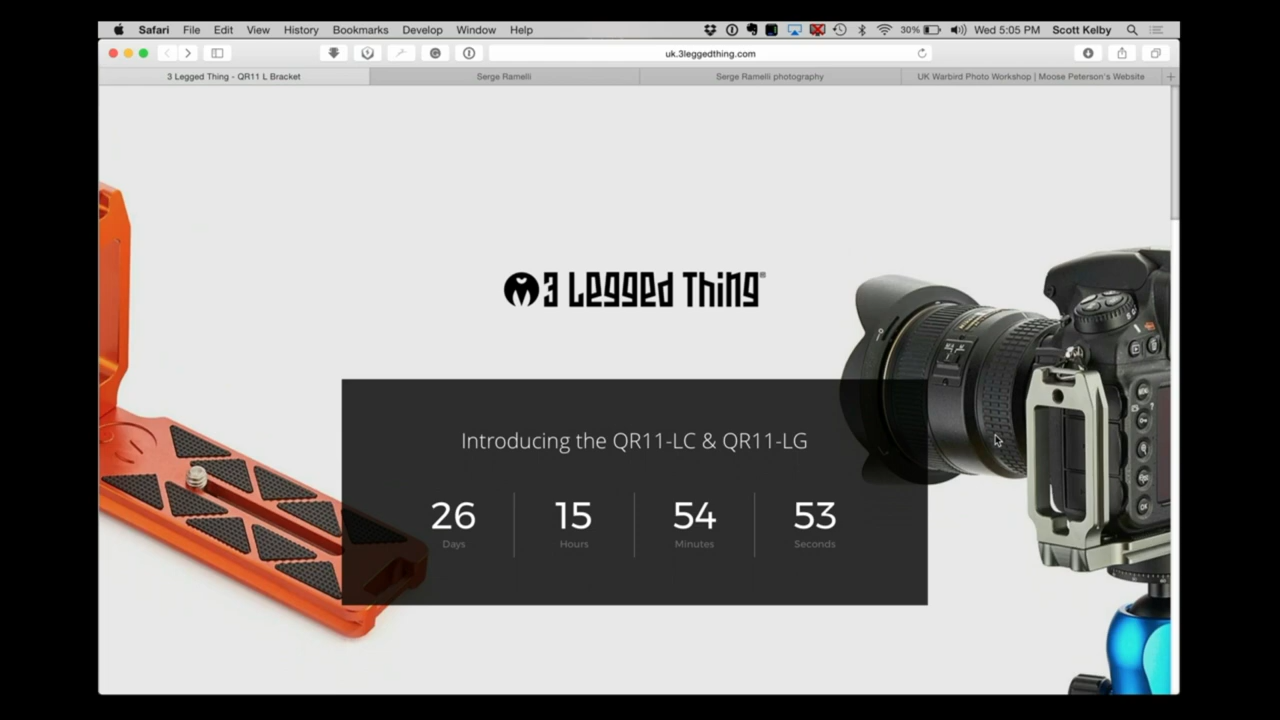 Safari File Edit View History Bookmarks Develop Window Help 30% Wed 5:05 PM Scott Kelby
uk.3leggedthing.com
3 Legged Thing - QR11 L Bracket Serge Ramelli Serge Ramelli photography UK Warbird Photo Workshop | Moose Peterson's Website
3 Legged Thing®
Introducing the QR11-LC & QR11-LG
26 15 54 53
Days Hours Minutes Seconds